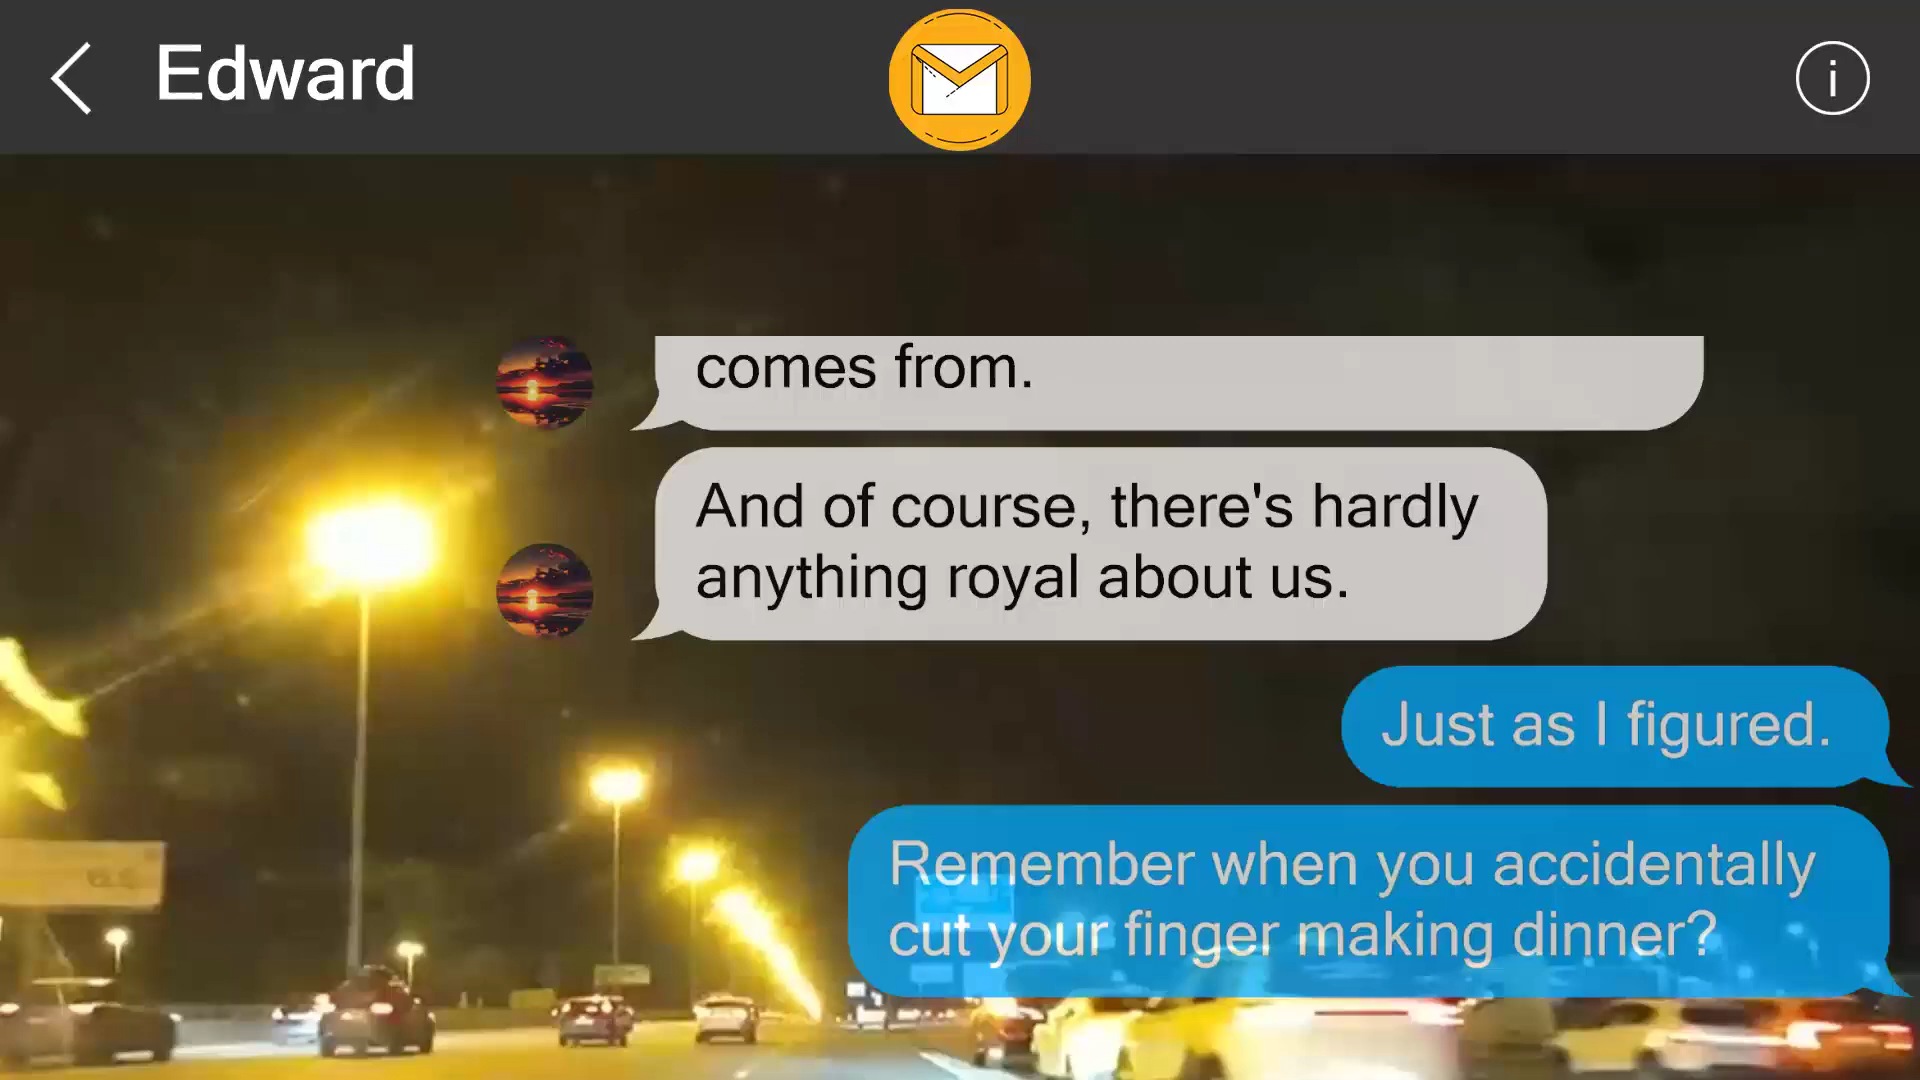 Edward
i
comes from.
And of course, there's hardly
anything royal about us.
Just as I figured.
Remember when you accidentally
cut your finger making dinner?